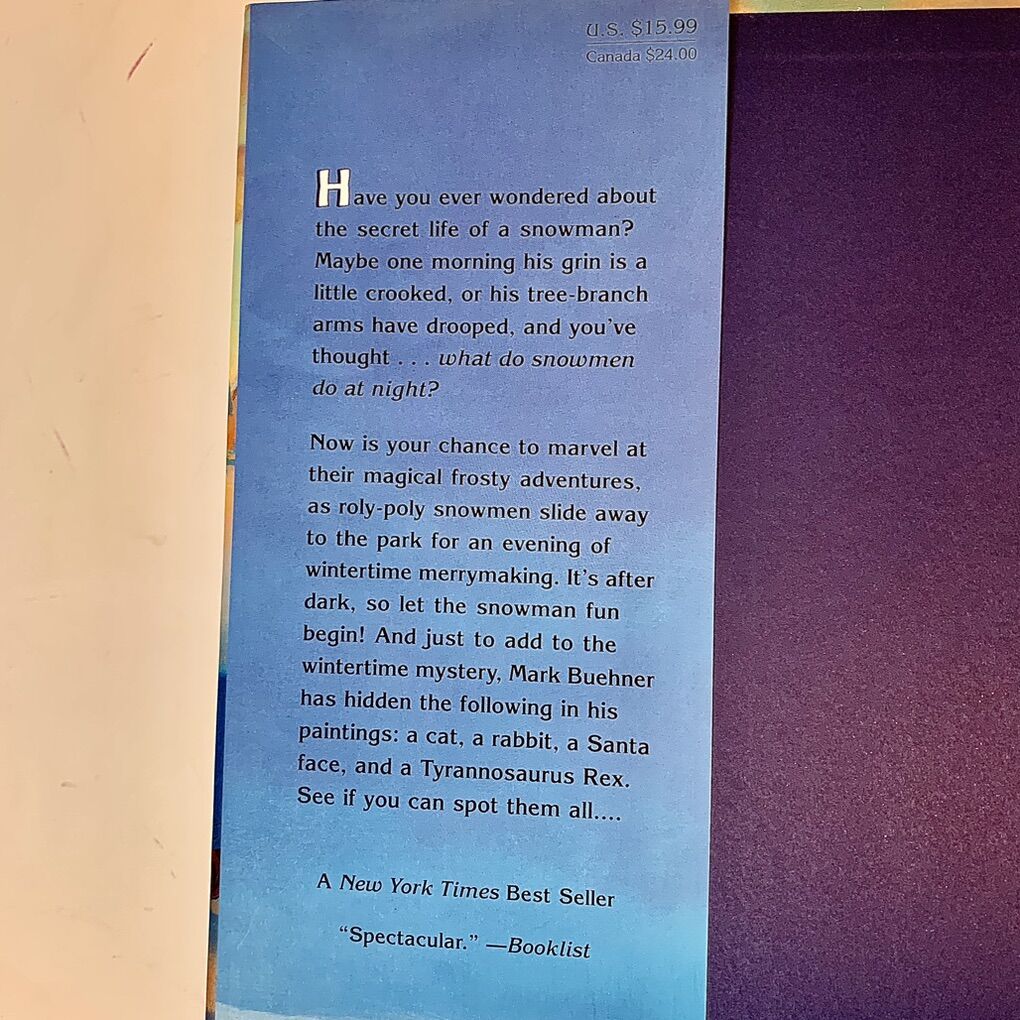 U.S. $15.99
Canada $24.00
Have you ever wondered about
the secret life of a snowman?
Maybe one morning his grin is a
little crooked, or his tree-branch
arms have drooped, and you've
thought . . . what do snowmen
do at night?
Now is your chance to marvel at
their magical frosty adventures,
as roly-poly snowmen slide away
to the park for an evening of
wintertime merrymaking. It's after
dark, so let the snowman fun
begin! And just to add to the
wintertime mystery, Mark Buehner
has hidden the following in his
paintings: a cat, a rabbit, a Santa
face, and a Tyrannosaurus Rex.
See if you can spot them all....
A New York Times Best Seller
“Spectacular.” —Booklist